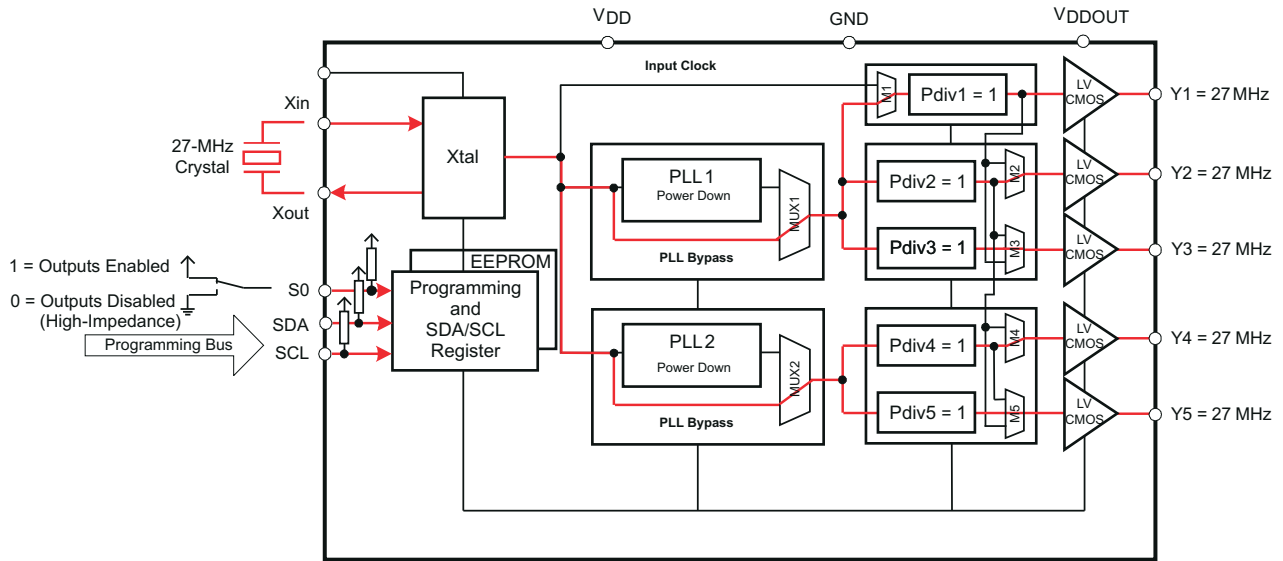 VDD
GND
VDDOUT
Input Clock
Xin
27-MHz
Crystal
Xout
Xtal
M1
Pdiv1 = 1
LV
CMOS
Y1 = 27 MHz
PLL 1
Power Down
MUX1
PLL Bypass
Pdiv2 = 1
M2
LV
CMOS
Y2 = 27 MHz
Pdiv3 = 1
M3
LV
CMOS
Y3 = 27 MHz
1 = Outputs Enabled
0 = Outputs Disabled
(High-Impedance)
Programming Bus
S0
SDA
SCL
EEPROM
Programming
and
SDA/SCL
Register
PLL2
Power Down
MUX2
PLL Bypass
Pdiv4 = 1
M4
LV
CMOS
Y4 = 27 MHz
Pdiv5 = 1
M5
LV
CMOS
Y5 = 27 MHz